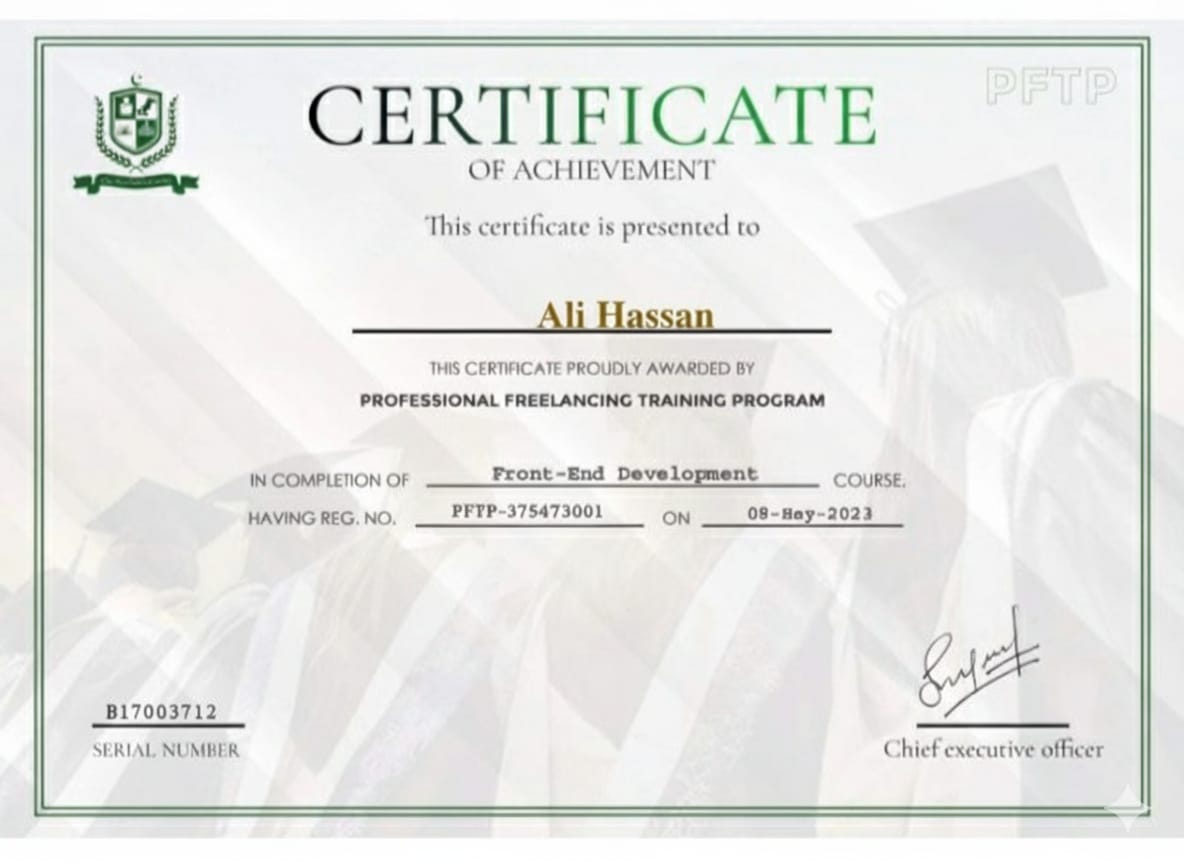 PFTP
CERTIFICATE
OF ACHIEVEMENT
This certificate is presented to
Ali Hassan
THIS CERTIFICATE PROUDLY AWARDED BY
PROFESSIONAL FREELANCING TRAINING PROGRAM
IN COMPLETION OF Front-End Development COURSE.
HAVING REG. NO. PFTP-375473001 ON 08-May-2023
B17003712
SERIAL NUMBER
Chief executive officer